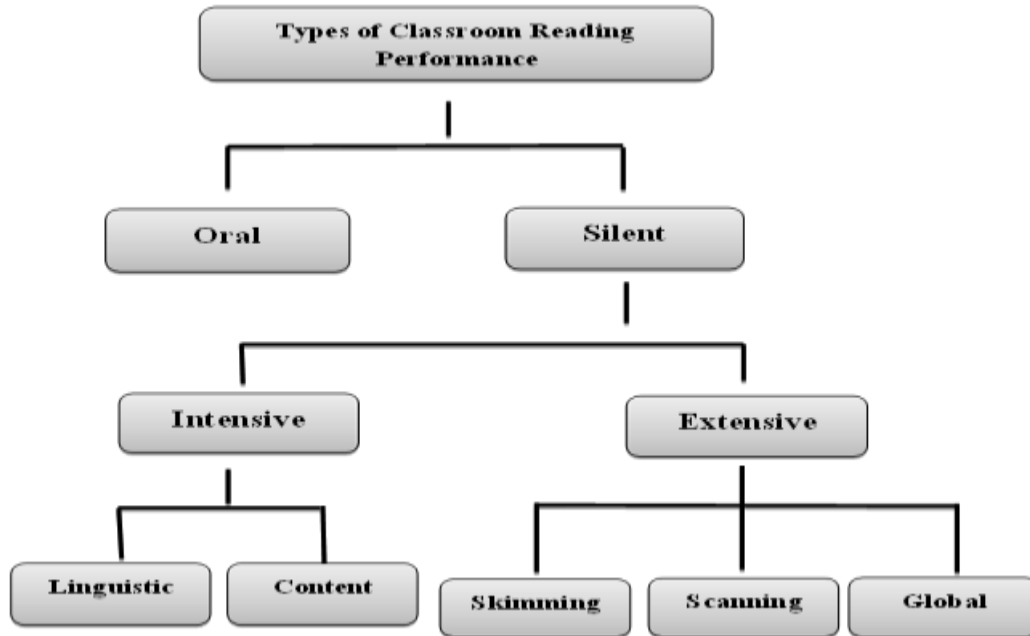 Types of Classroom Reading
Performance
Oral
Silent
Intensive
Extensive
Linguistic
Content
Skimming
Scanning
Global